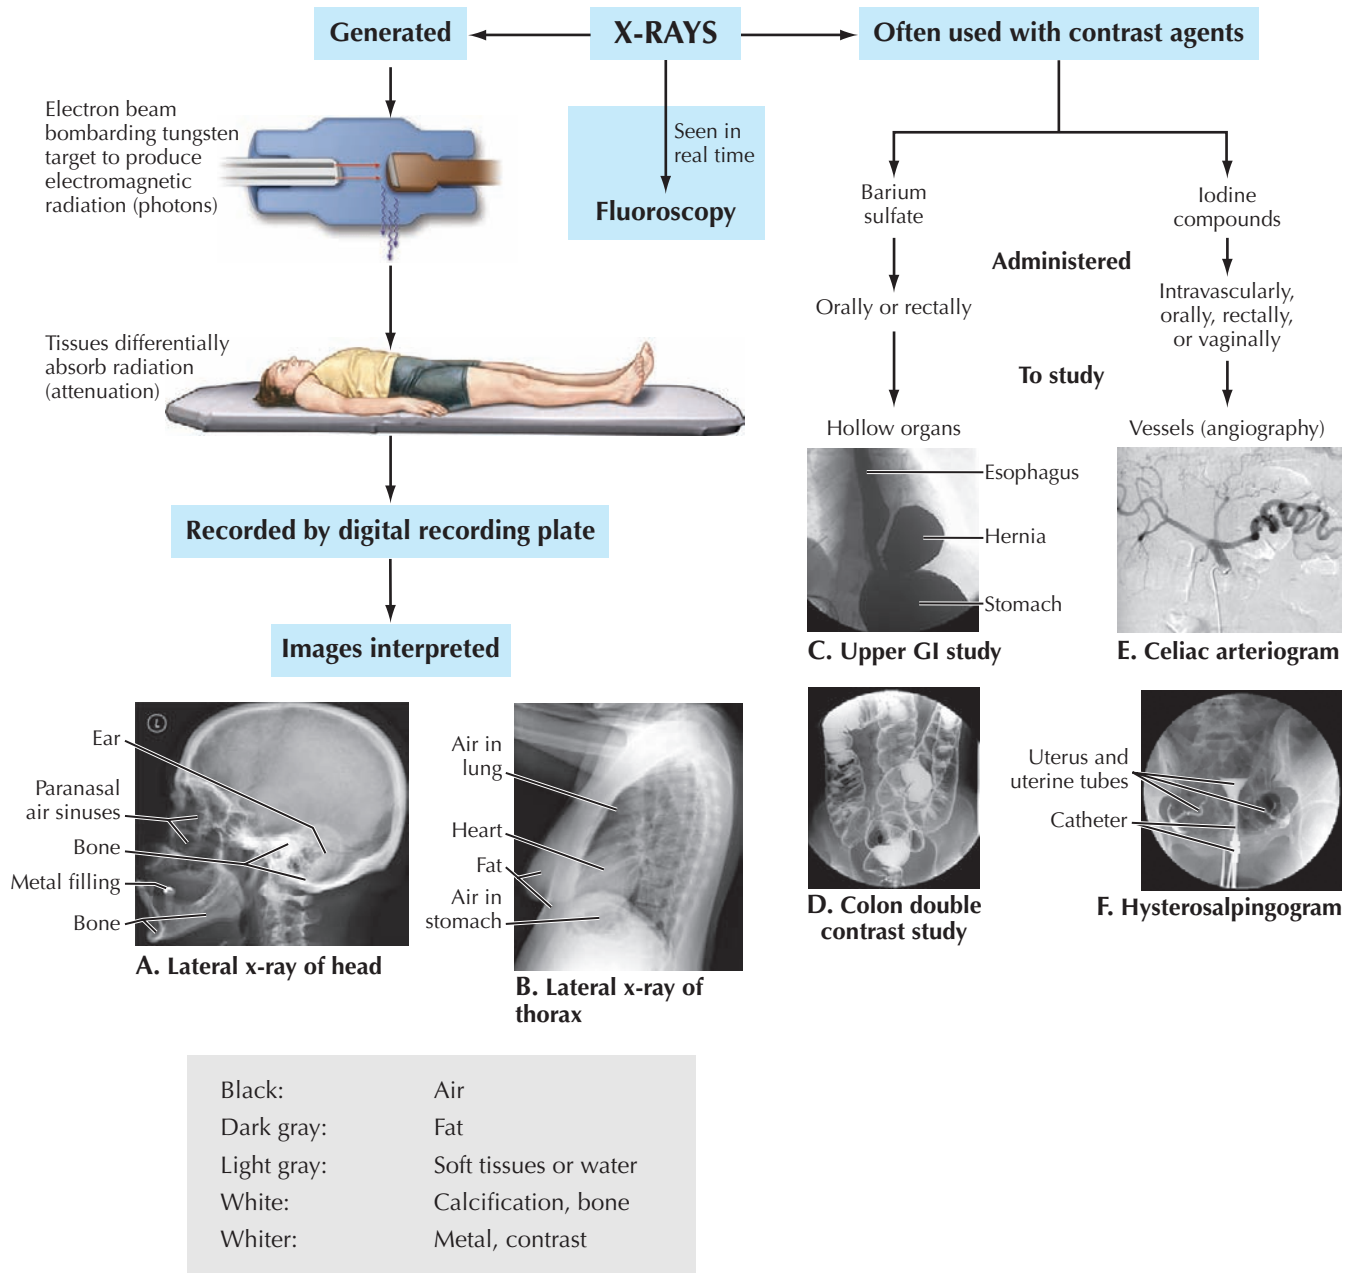 Generated
X-RAYS
Often used with contrast agents
Electron beam
bombarding tungsten
target to produce
electromagnetic
radiation (photons)
Seen in
real time
Fluoroscopy
Barium
sulfate
Iodine
compounds
Administered
Orally or rectally
Intravascularly,
orally, rectally,
or vaginally
Tissues differentially
absorb radiation
(attenuation)
To study
Hollow organs
Vessels (angiography)
Esophagus
Hernia
Stomach
C. Upper GI study
E. Celiac arteriogram
Recorded by digital recording plate
Images interpreted
L
Ear
Paranasal
air sinuses
Bone
Metal filling
Bone
A. Lateral x-ray of head
Air in
lung
Heart
Fat
Air in
stomach
B. Lateral x-ray of
thorax
D. Colon double
contrast study
Uterus and
uterine tubes
Catheter
F. Hysterosalpingogram
Black: Air
Dark gray: Fat
Light gray: Soft tissues or water
White: Calcification, bone
Whiter: Metal, contrast